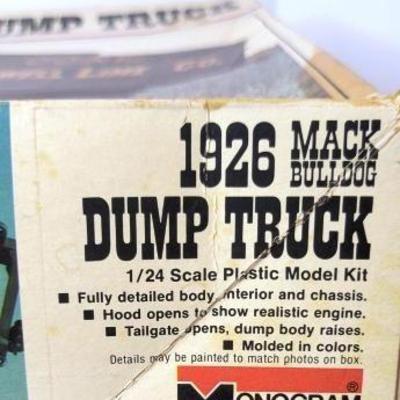 DUMP TRUCK
1926 MACK BULLDOG
DUMP TRUCK
1/24 Scale Plastic Model Kit
■ Fully detailed body, interior and chassis.
■ Hood opens to show realistic engine.
■ Tailgate opens, dump body raises.
■ Molded in colors.
Details may be painted to match photos on box.
MONOGRAM ®